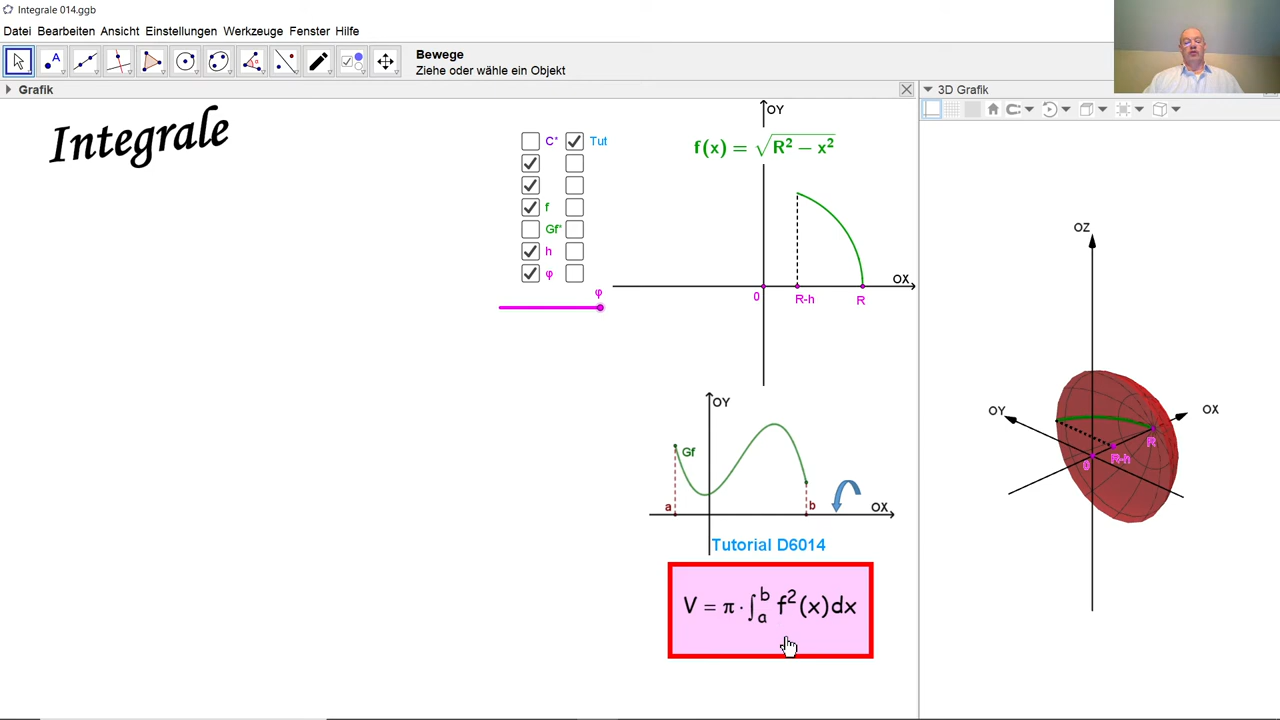 Integrale 014.ggb
Datei Bearbeiten Ansicht Einstellungen Werkzeuge Fenster Hilfe
A
Bewege
Ziehe oder wähle ein Objekt
Grafik
3D Grafik
Integrale
C' Tut
f
Gf'
h
φ
φ
OY
f(x) = √R² − x²
OX
0 R-h R
OY
Gf
a b OX
Tutorial D6014
V = π · ∫ₐᵇ f²(x)dx
OZ
OY
OX
R
R-h
0